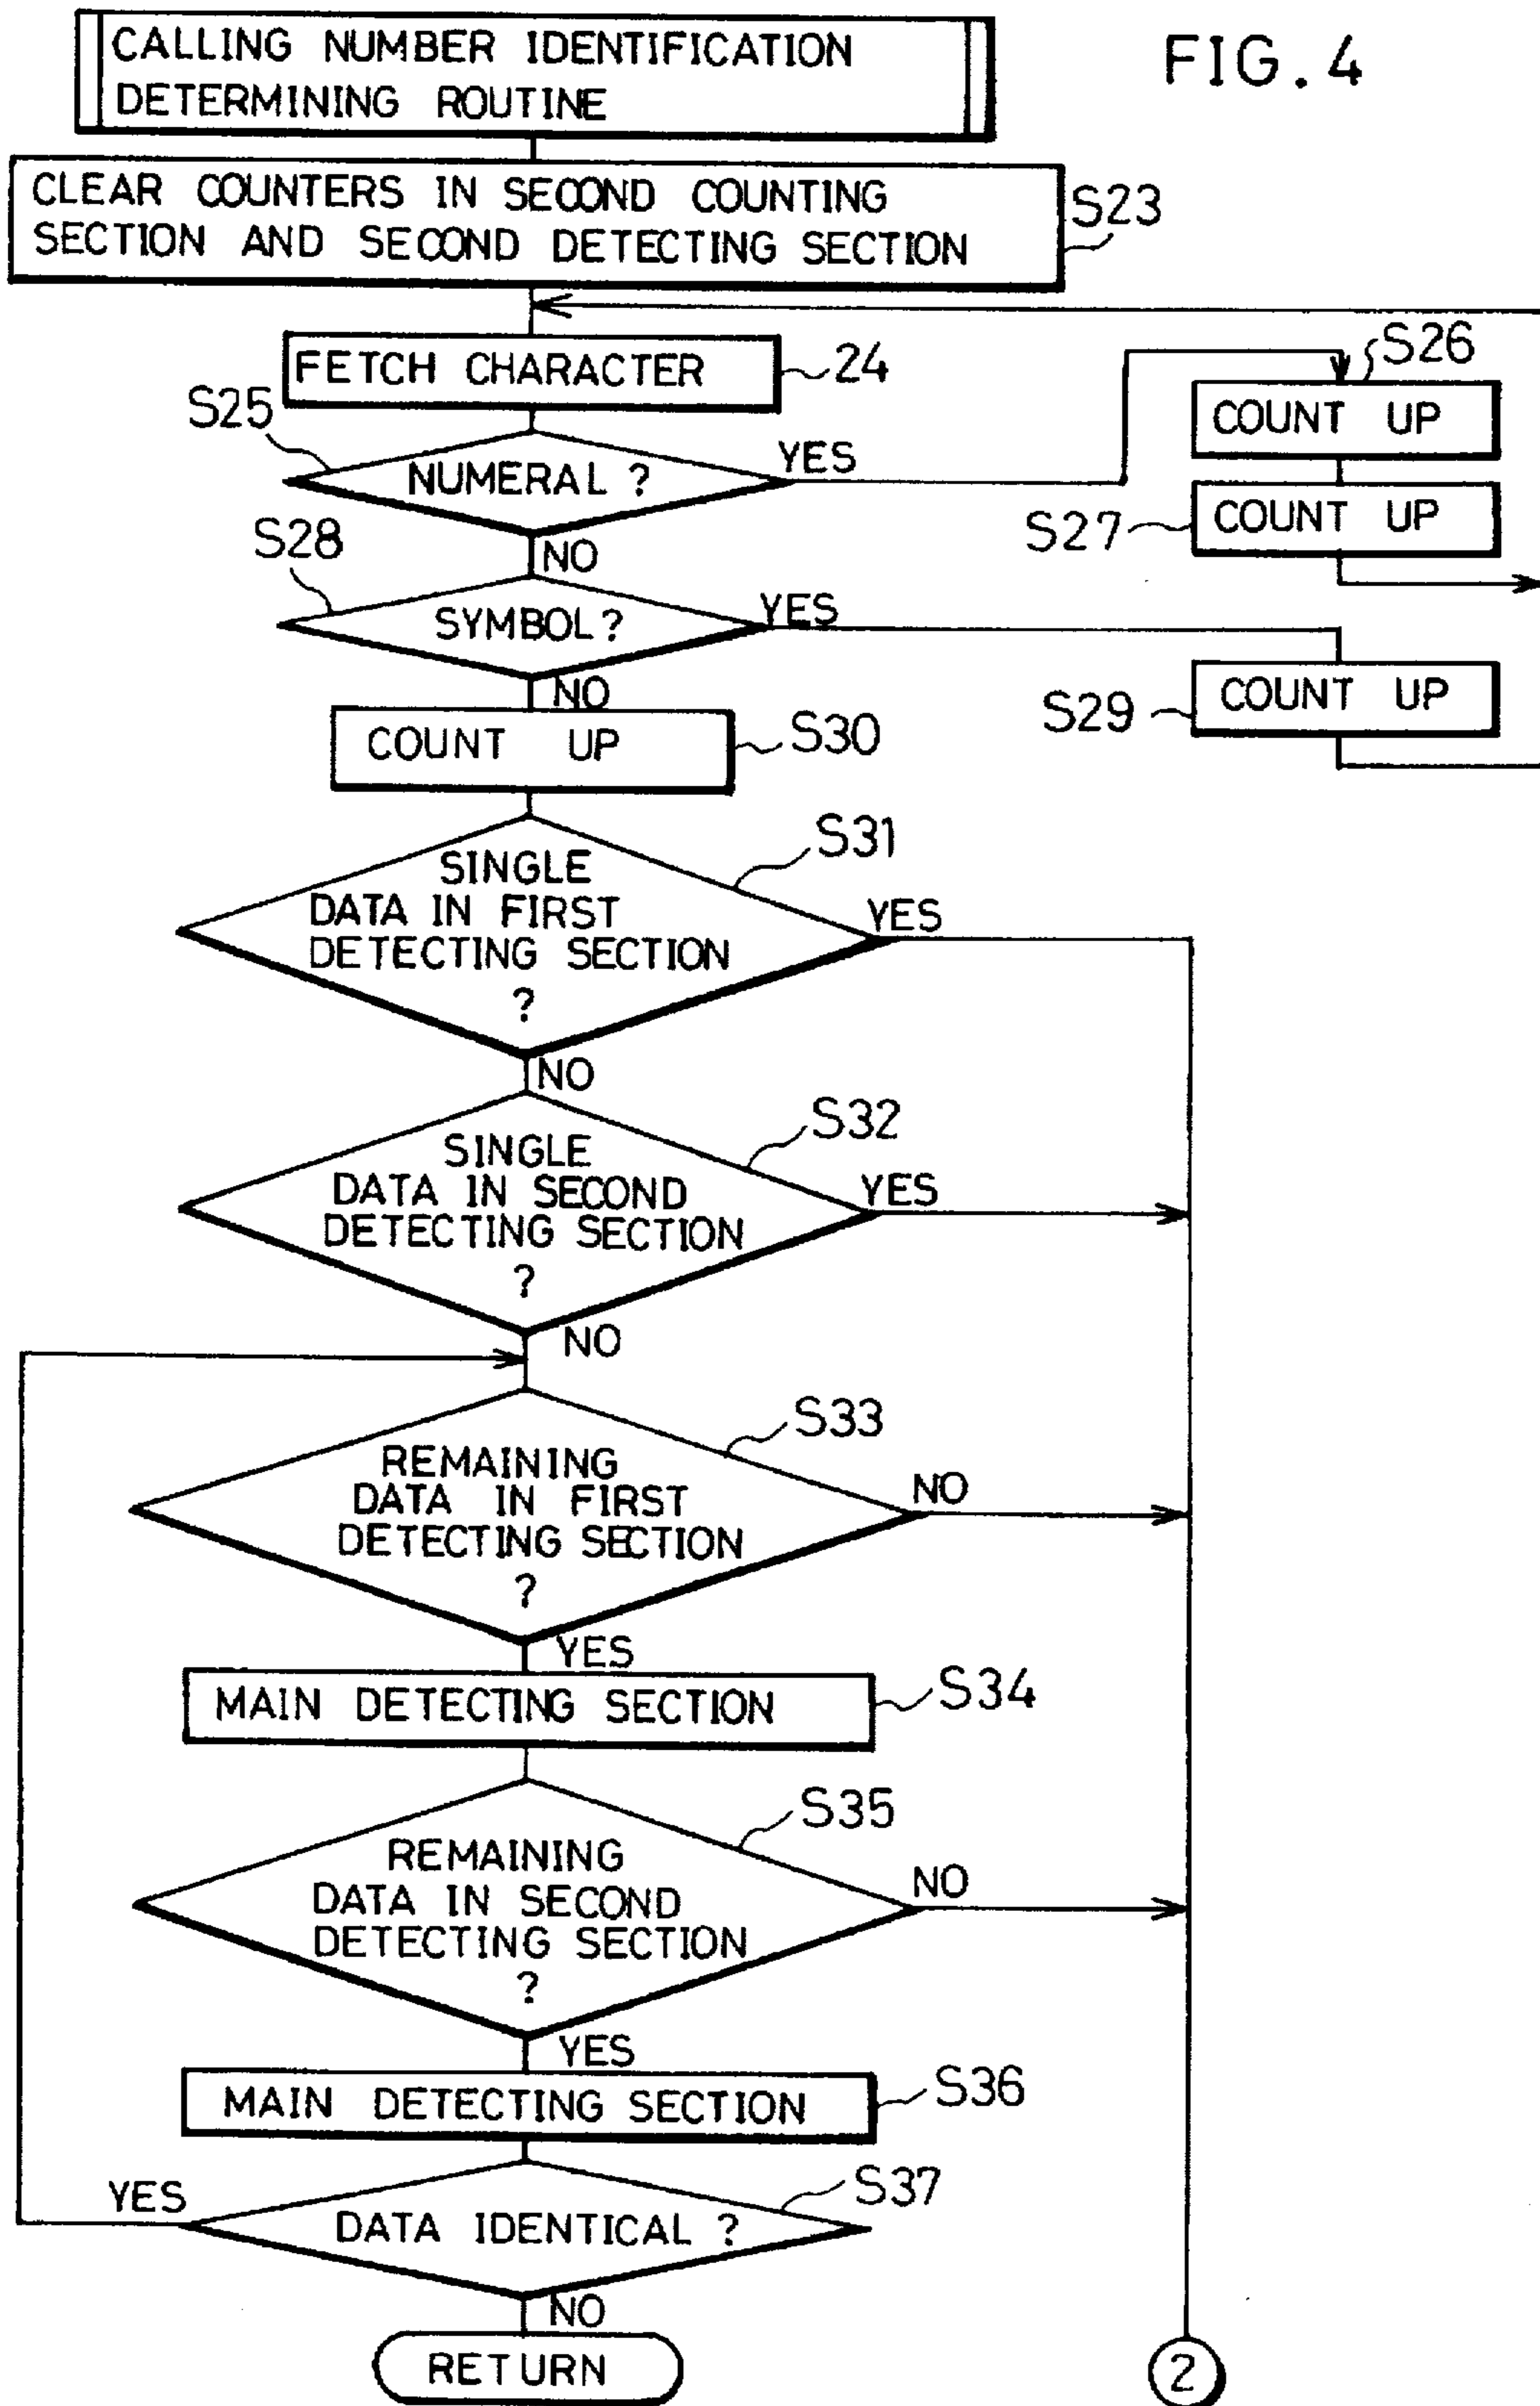 FIG. 4
CALLING NUMBER IDENTIFICATION
DETERMINING ROUTINE
CLEAR COUNTERS IN SECOND COUNTING
SECTION AND SECOND DETECTING SECTION
S23
FETCH CHARACTER
24
S25
NUMERAL ?
YES
S26
COUNT UP
S27
COUNT UP
NO
S28
SYMBOL?
YES
S29
COUNT UP
NO
COUNT UP
S30
SINGLE
DATA IN FIRST
DETECTING SECTION
?
S31
YES
NO
SINGLE
DATA IN SECOND
DETECTING SECTION
?
S32
YES
NO
REMAINING
DATA IN FIRST
DETECTING SECTION
?
S33
NO
YES
MAIN DETECTING SECTION
S34
REMAINING
DATA IN SECOND
DETECTING SECTION
?
S35
NO
YES
MAIN DETECTING SECTION
S36
YES
DATA IDENTICAL ?
S37
NO
RETURN
2